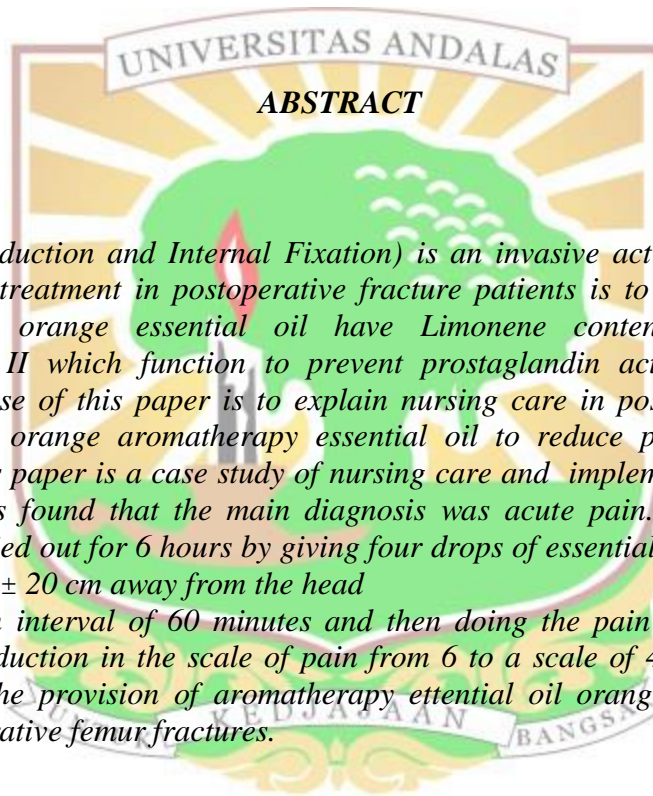 UNIVERSITAS ANDALAS
ABSTRACT
duction and Internal Fixation) is an invasive act
treatment in postoperative fracture patients is to
orange essential oil have Limonene conten
II which function to prevent prostaglandin act
se of this paper is to explain nursing care in pos
orange aromatherapy essential oil to reduce p
paper is a case study of nursing care and implem
s found that the main diagnosis was acute pain.
ied out for 6 hours by giving four drops of essential
± 20 cm away from the head
n interval of 60 minutes and then doing the pain
duction in the scale of pain from 6 to a scale of 4
he provision of aromatherapy ettential oil orang
rative femur fractures.
UNTUK KEDJAJAAN BANGSA